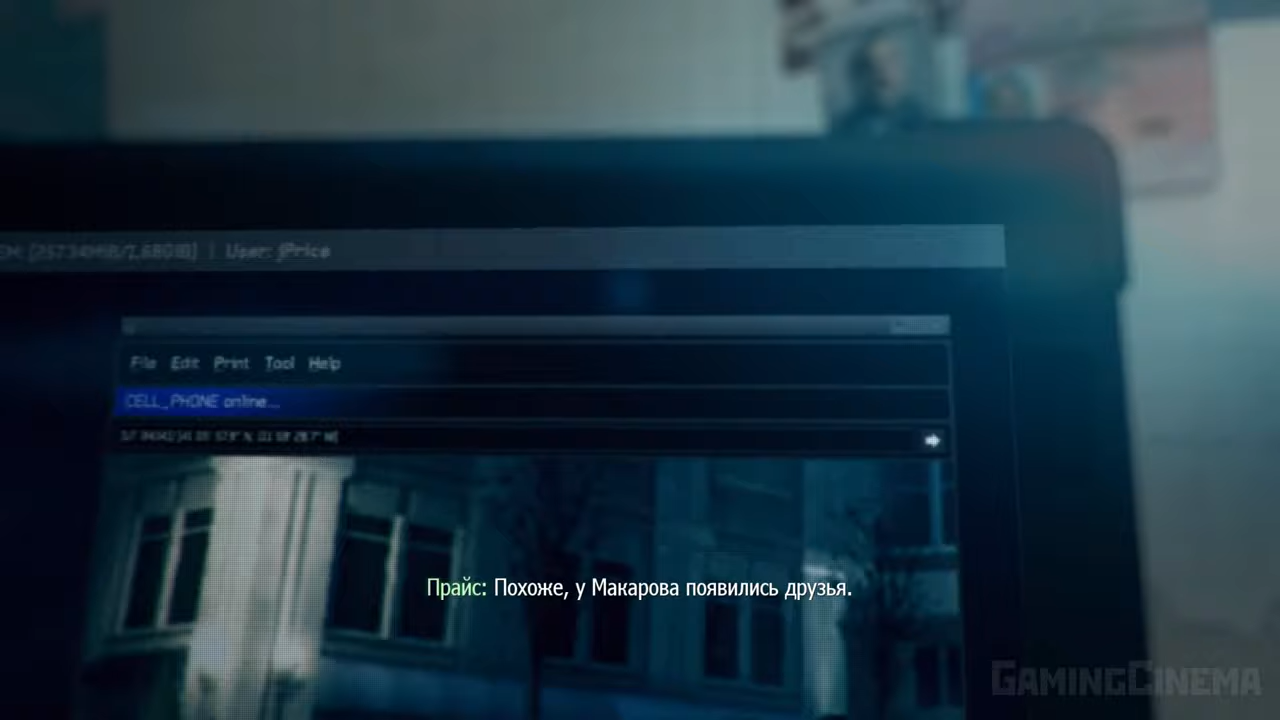 User: JPrice
File Edit Print Tool Help
CELL_PHONE online...
Прайс: Похоже, у Макарова появились друзья.
GAMINGCINEMA